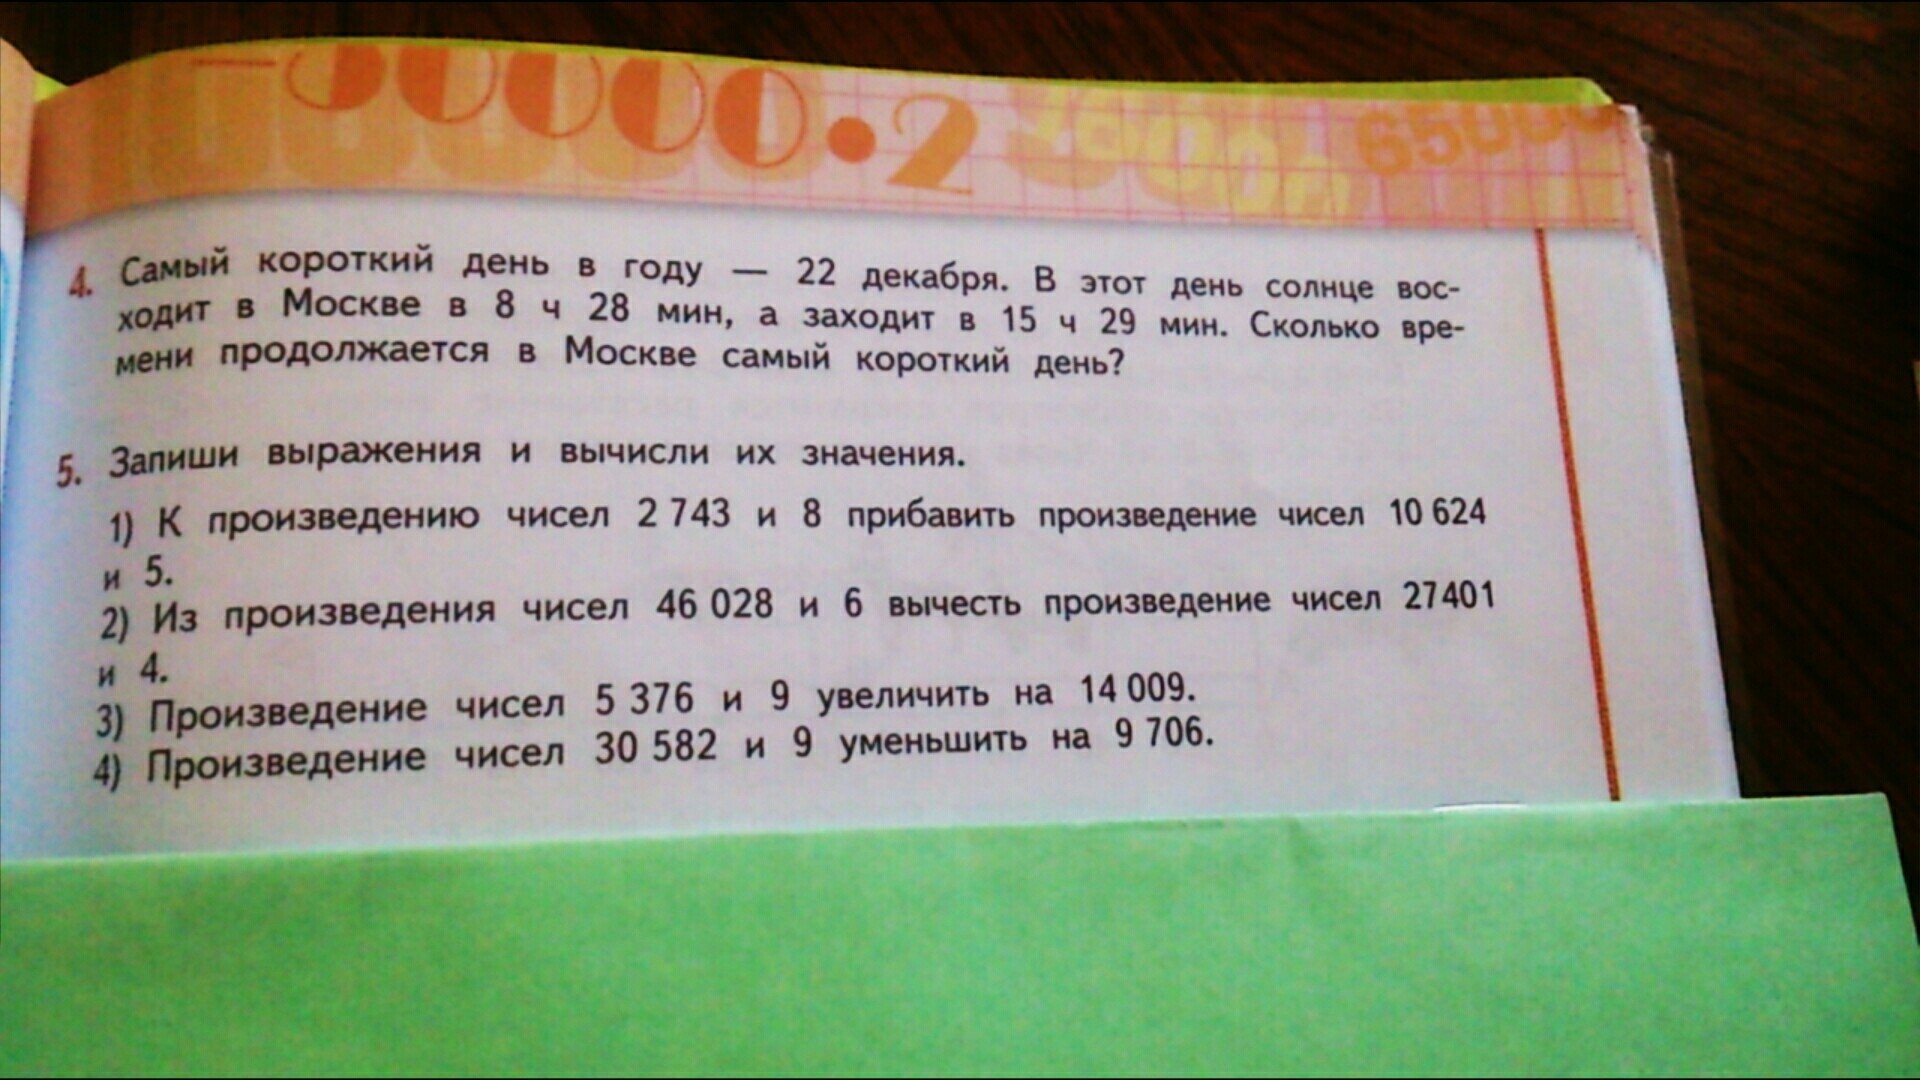 4. Самый короткий день в году — 22 декабря. В этот день солнце вос-
ходит в Москве в 8 ч 28 мин, а заходит в 15 ч 29 мин. Сколько вре-
мени продолжается в Москве самый короткий день?
5. Запиши выражения и вычисли их значения.
1) К произведению чисел 2 743 и 8 прибавить произведение чисел 10 624
и 5.
2) Из произведения чисел 46 028 и 6 вычесть произведение чисел 27401
и 4.
3) Произведение чисел 5 376 и 9 увеличить на 14 009.
4) Произведение чисел 30 582 и 9 уменьшить на 9 706.